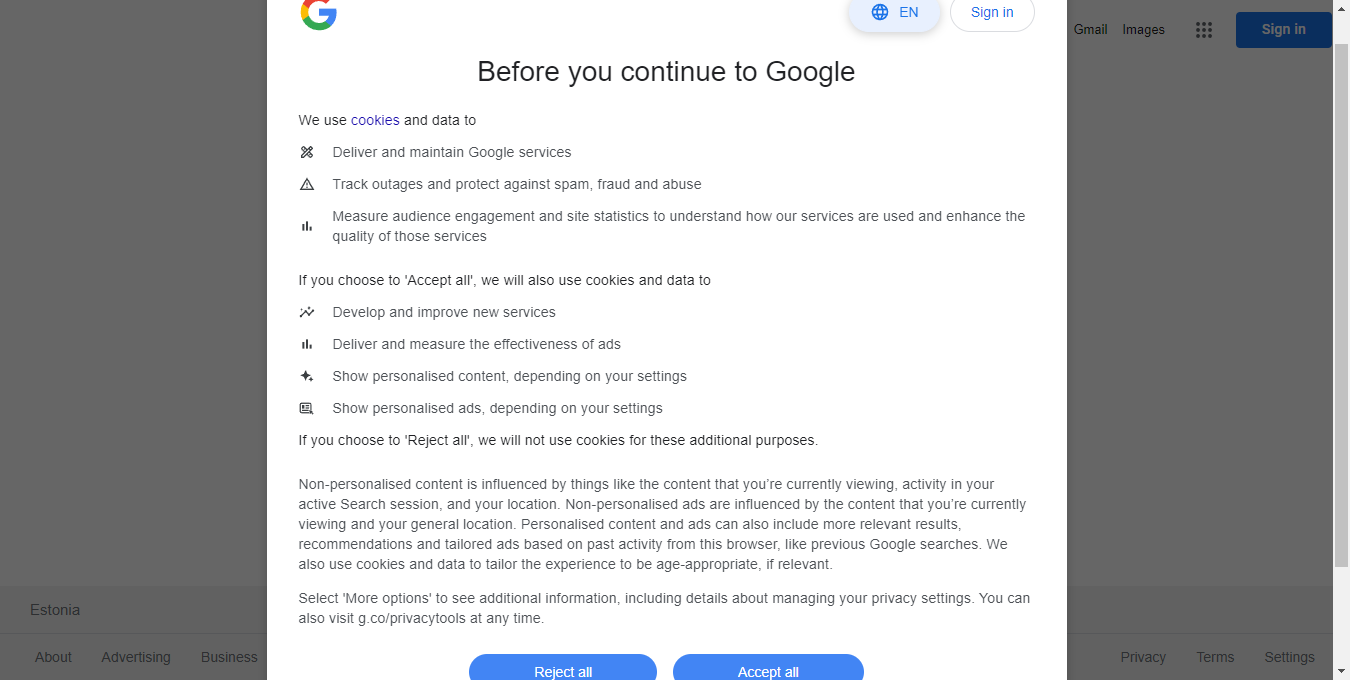 EN
Sign in
Gmail
Images
Sign in
Before you continue to Google
We use cookies and data to
Deliver and maintain Google services
Track outages and protect against spam, fraud and abuse
Measure audience engagement and site statistics to understand how our services are used and enhance the
quality of those services
If you choose to 'Accept all', we will also use cookies and data to
Develop and improve new services
Deliver and measure the effectiveness of ads
Show personalised content, depending on your settings
Show personalised ads, depending on your settings
If you choose to 'Reject all', we will not use cookies for these additional purposes.
Non-personalised content is influenced by things like the content that you’re currently viewing, activity in your
active Search session, and your location. Non-personalised ads are influenced by the content that you’re currently
viewing and your general location. Personalised content and ads can also include more relevant results,
recommendations and tailored ads based on past activity from this browser, like previous Google searches. We
also use cookies and data to tailor the experience to be age-appropriate, if relevant.
Select 'More options' to see additional information, including details about managing your privacy settings. You can
also visit g.co/privacytools at any time.
Reject all
Accept all
Estonia
About
Advertising
Business
Privacy
Terms
Settings